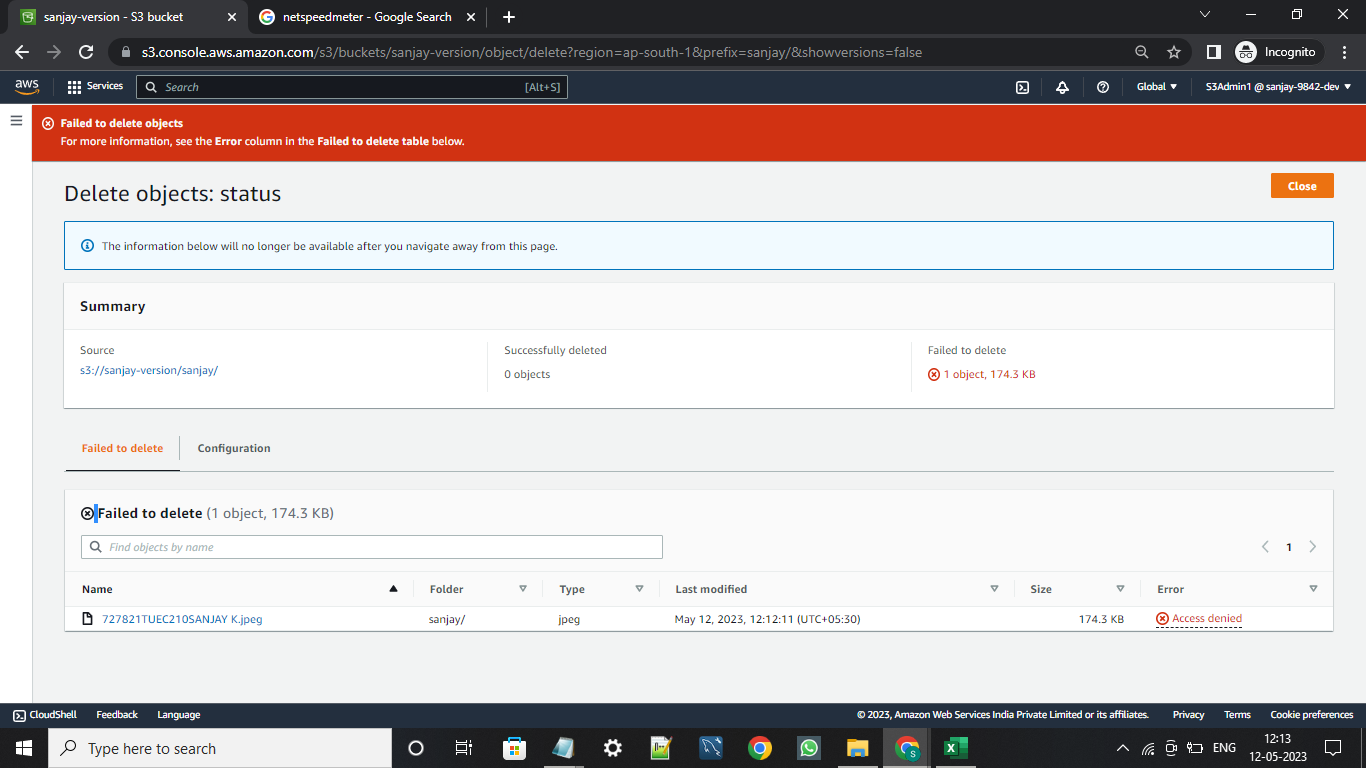 sanjay-version - S3 bucket
netspeedmeter - Google Search
s3.console.aws.amazon.com/s3/buckets/sanjay-version/object/delete?region=ap-south-1&prefix=sanjay/&showversions=false
Incognito
aws
Services
Search
[Alt+S]
Global
S3Admin1 @ sanjay-9842-dev
Failed to delete objects
For more information, see the Error column in the Failed to delete table below.
Delete objects: status
Close
The information below will no longer be available after you navigate away from this page.
Summary
Source
s3://sanjay-version/sanjay/
Successfully deleted
0 objects
Failed to delete
1 object, 174.3 KB
Failed to delete
Configuration
Failed to delete (1 object, 174.3 KB)
Find objects by name
1
Name
Folder
Type
Last modified
Size
Error
727821TUEC210SANJAY K.jpeg
sanjay/
jpeg
May 12, 2023, 12:12:11 (UTC+05:30)
174.3 KB
Access denied
CloudShell
Feedback
Language
© 2023, Amazon Web Services India Private Limited or its affiliates.
Privacy
Terms
Cookie preferences
Type here to search
ENG
12:13
12-05-2023